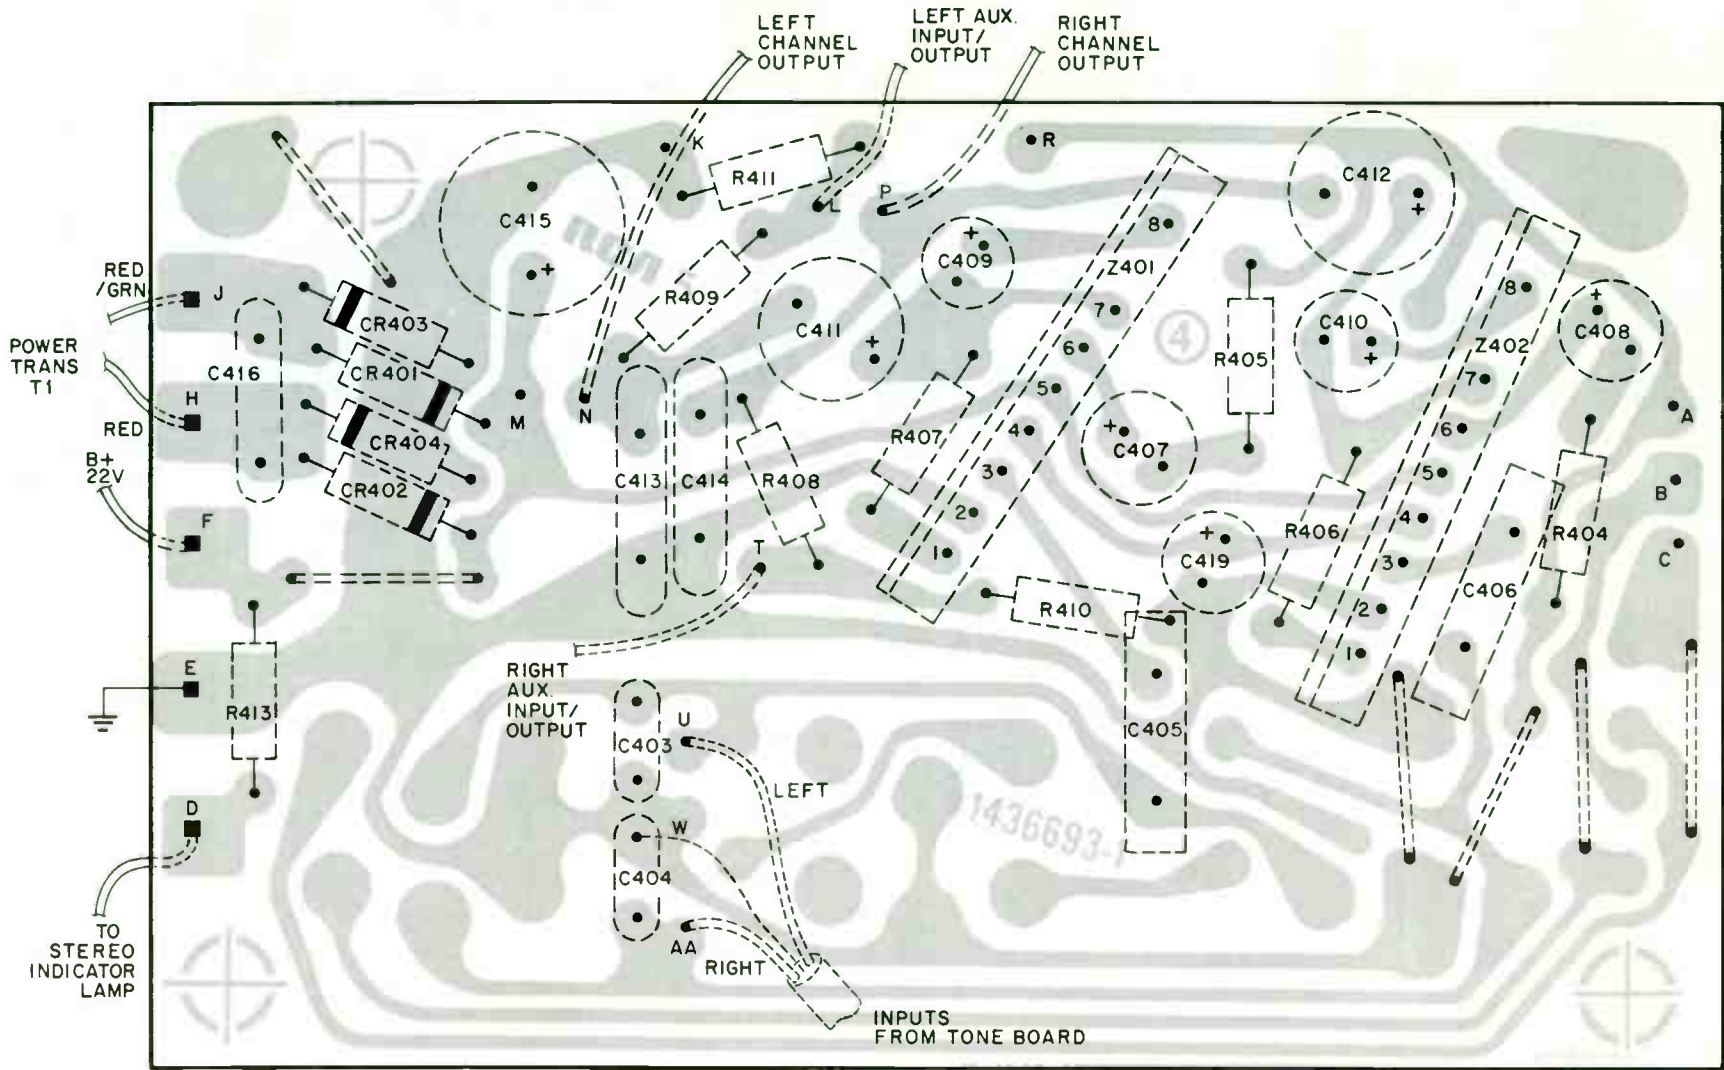 LEFT
CHANNEL
OUTPUT
LEFT AUX.
INPUT/
OUTPUT
RIGHT
CHANNEL
OUTPUT
K
R
R411
C412
L
P
C415
+
+
8
RCA
+
C409
Z401
RED
/GRN
J
R409
8
+
CR403
C411
7
C410
C408
+
+
POWER
TRANS
T1
C416
CR401
6
4
R405
Z402
5
7
H
M
N
A
RED
CR404
R407
4
+
C407
6
B+
22V
CR402
C413
C414
R408
3
5
B
F
2
4
R406
R404
T
1
+
C419
3
C
C406
R410
2
E
RIGHT
AUX.
INPUT/
OUTPUT
1
R413
U
C403
C405
LEFT
D
W
1436693-1
C404
TO
STEREO
INDICATOR
LAMP
AA
RIGHT
INPUTS
FROM TONE BOARD